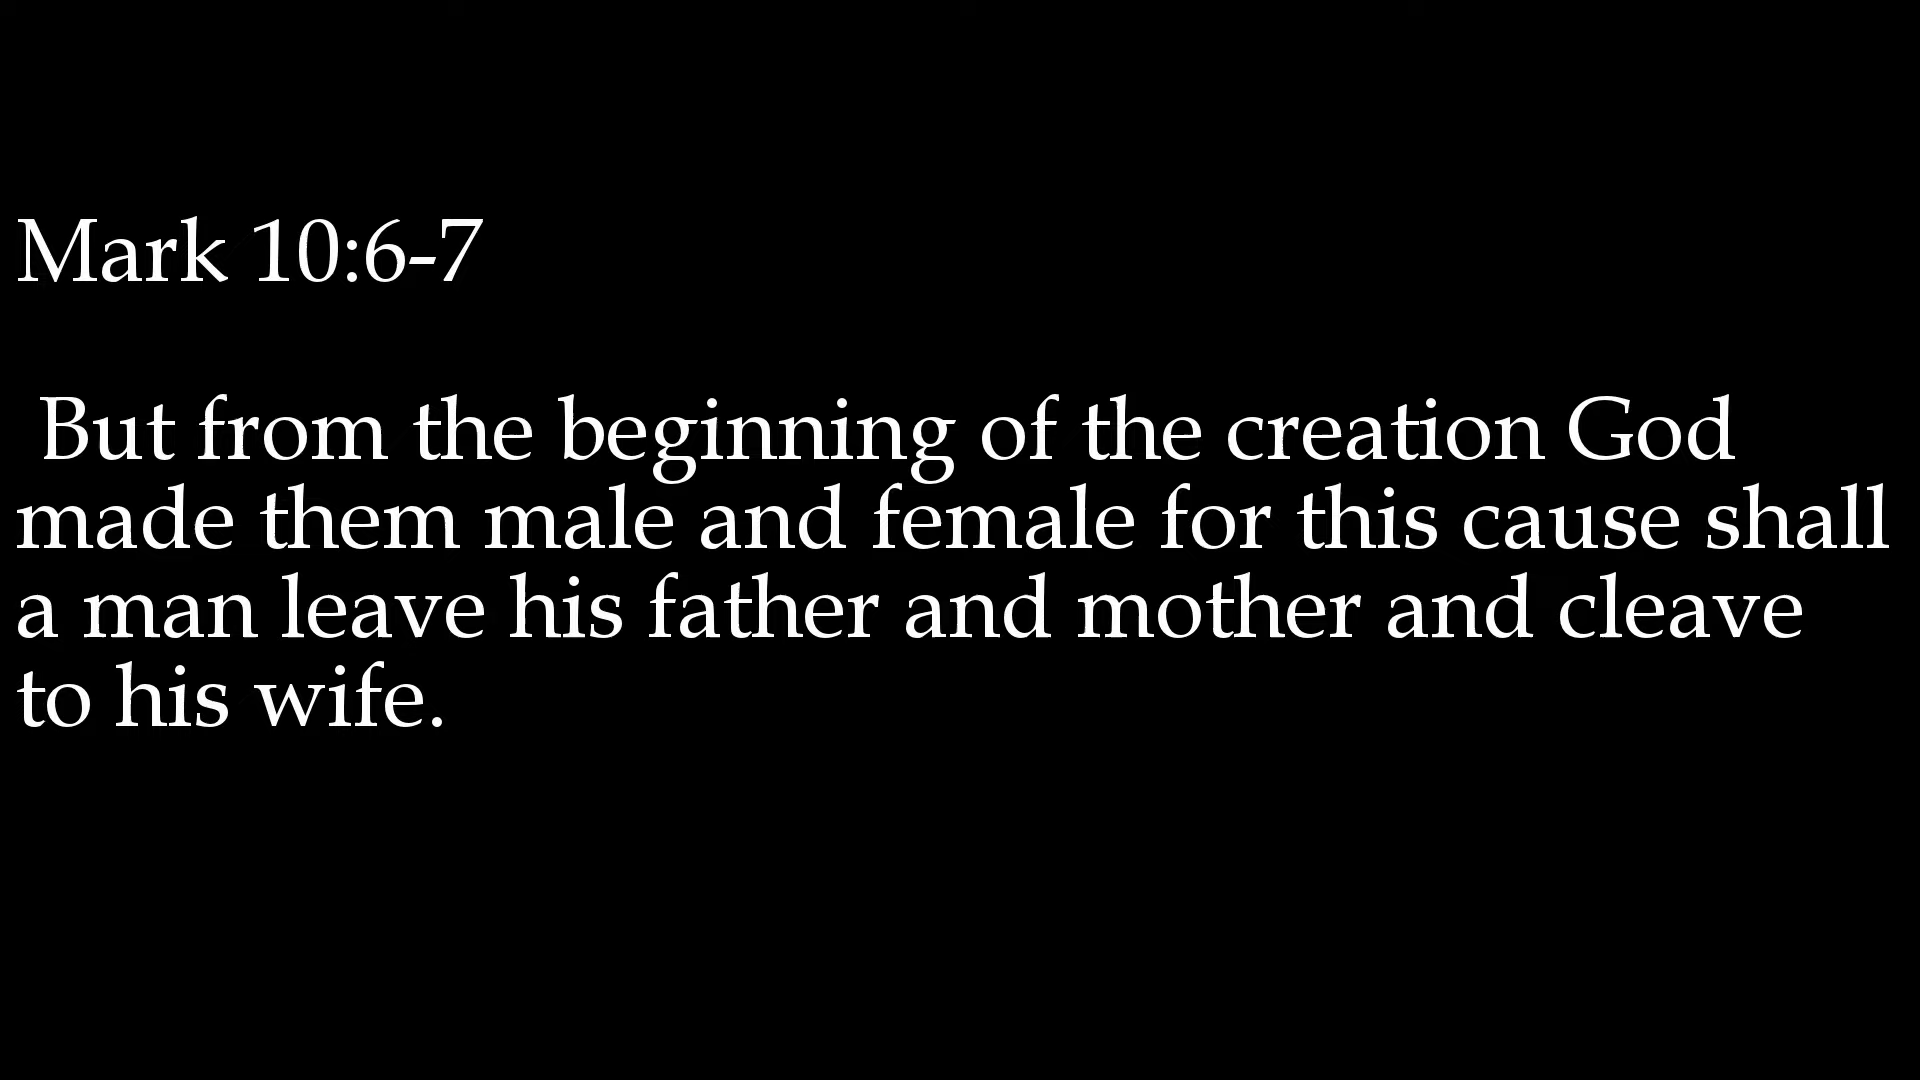 Mark 10:6-7
But from the beginning of the creation God
made them male and female for this cause shall
a man leave his father and mother and cleave
to his wife.